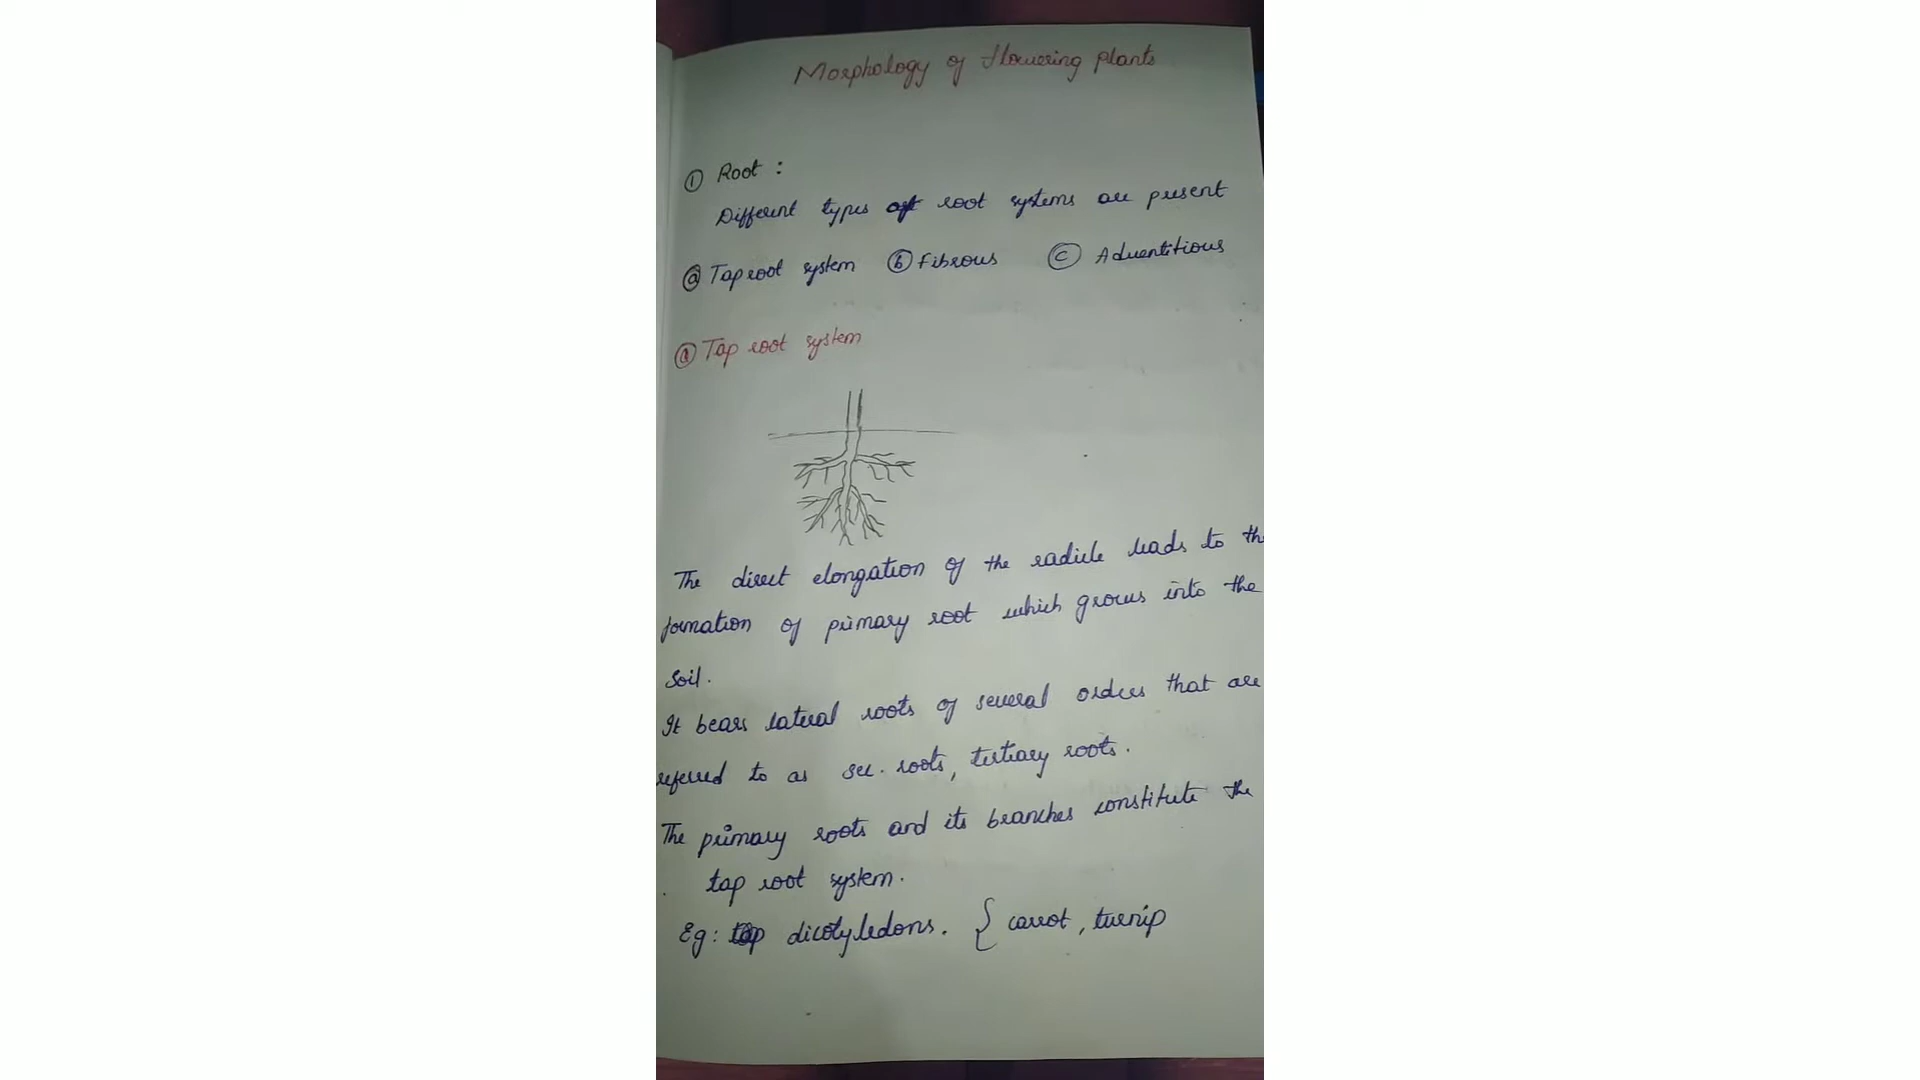 Morphology of flowering plants
① Root :
Different types of root systems are present
ⓐ Tap root system ⓑ Fibrous ⓒ Adventitious
ⓐ Tap root system
The direct elongation of the radicle leads to the
formation of primary root which grows into the
soil.
It bears lateral roots of several orders that are
referred to as sec. roots, tertiary roots.
The primary roots and its branches constitute the
tap root system.
Eg: dicotyledons. { carrot, turnip